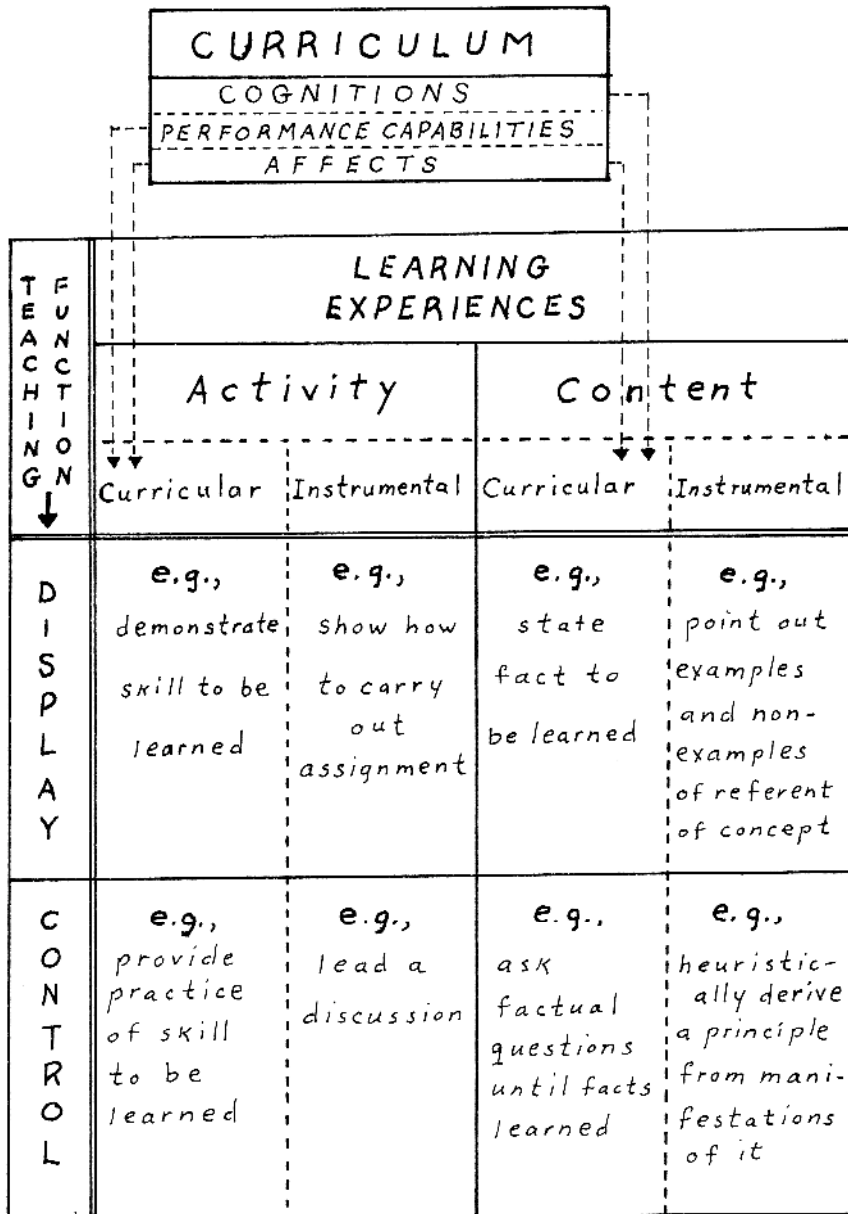 CURRICULUM
COGNITIONS
PERFORMANCE CAPABILITIES
AFFECTS
TEACHING
FUNCTION
LEARNING
EXPERIENCES
Activity
Content
Curricular
Instrumental
Curricular
Instrumental
DISPLAY
e.g.,
demonstrate
skill to be
learned
e.g.,
show how
to carry
out
assignment
e.g.,
state
fact to
be learned
e.g.,
point out
examples
and non-
examples
of referent
of concept
CONTROL
e.g.,
provide
practice
of skill
to be
learned
e.g.,
lead a
discussion
e.g.,
ask
factual
questions
until facts
learned
e.g.,
heuristic-
ally derive
a principle
from mani-
festations
of it